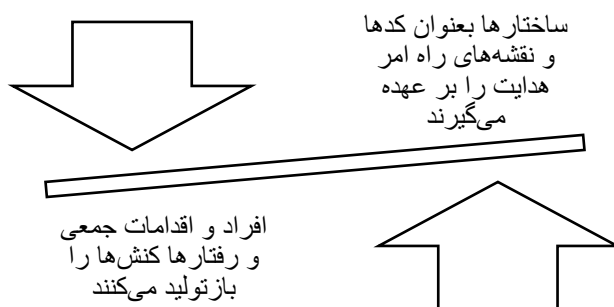 ساختارها بعنوان کدها
و نقشه‌های راه امر
هدایت را بر عهده
می‌گیرند
افراد و اقدامات جمعی
و رفتارها کنش‌ها را
بازتولید می‌کنند